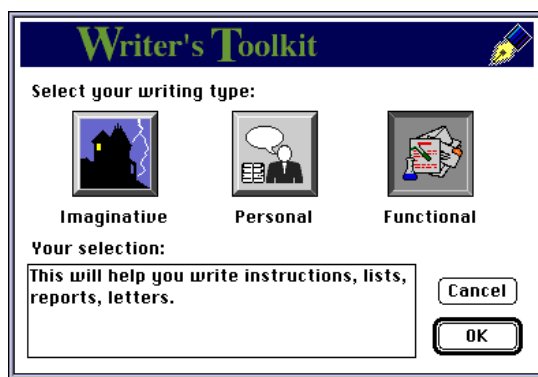 Writer's Toolkit
Select your writing type:
Imaginative Personal Functional
Your selection:
This will help you write instructions, lists,
reports, letters.
Cancel
OK